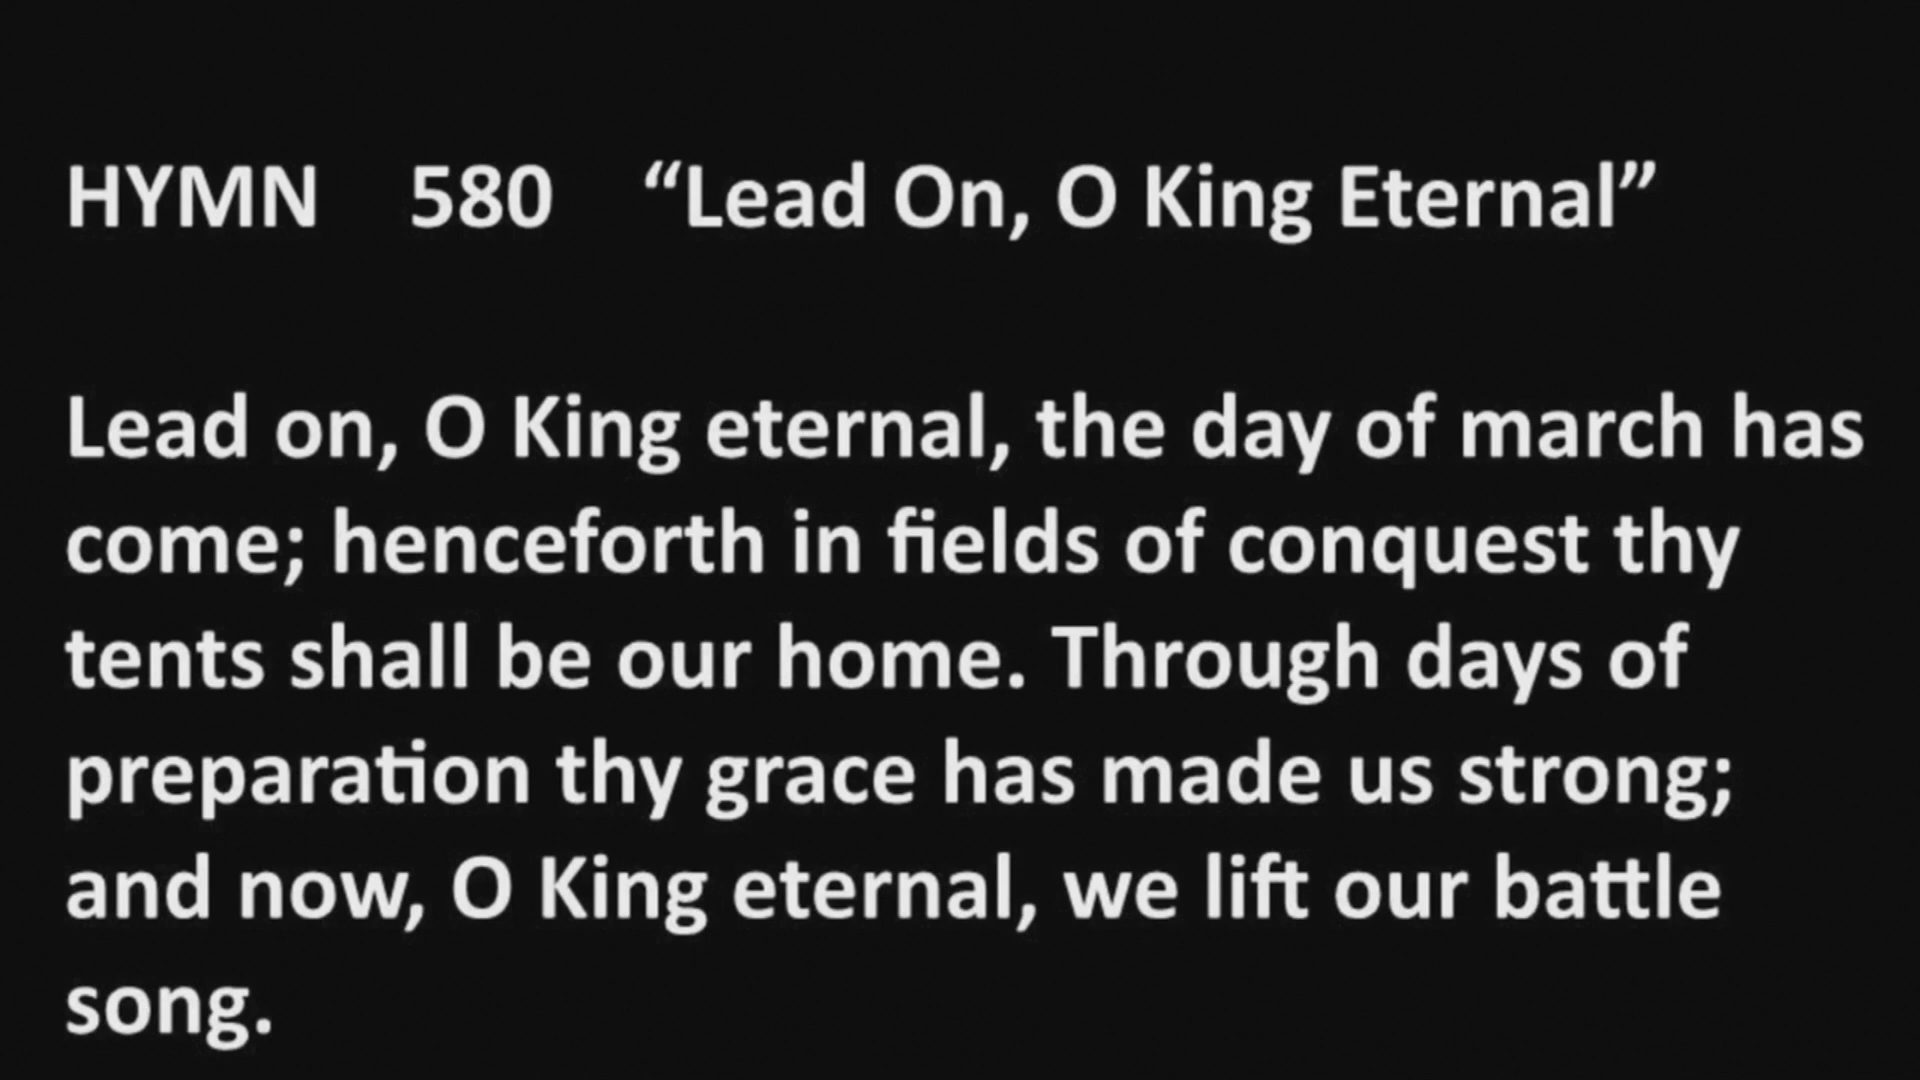 HYMN 580 “Lead On, O King Eternal”
Lead on, O King eternal, the day of march has
come; henceforth in fields of conquest thy
tents shall be our home. Through days of
preparation thy grace has made us strong;
and now, O King eternal, we lift our battle
song.